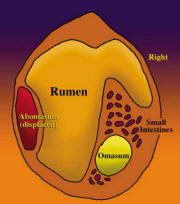 Right
Rumen
Abomasum
(displaced)
Small
Intestines
Omasum